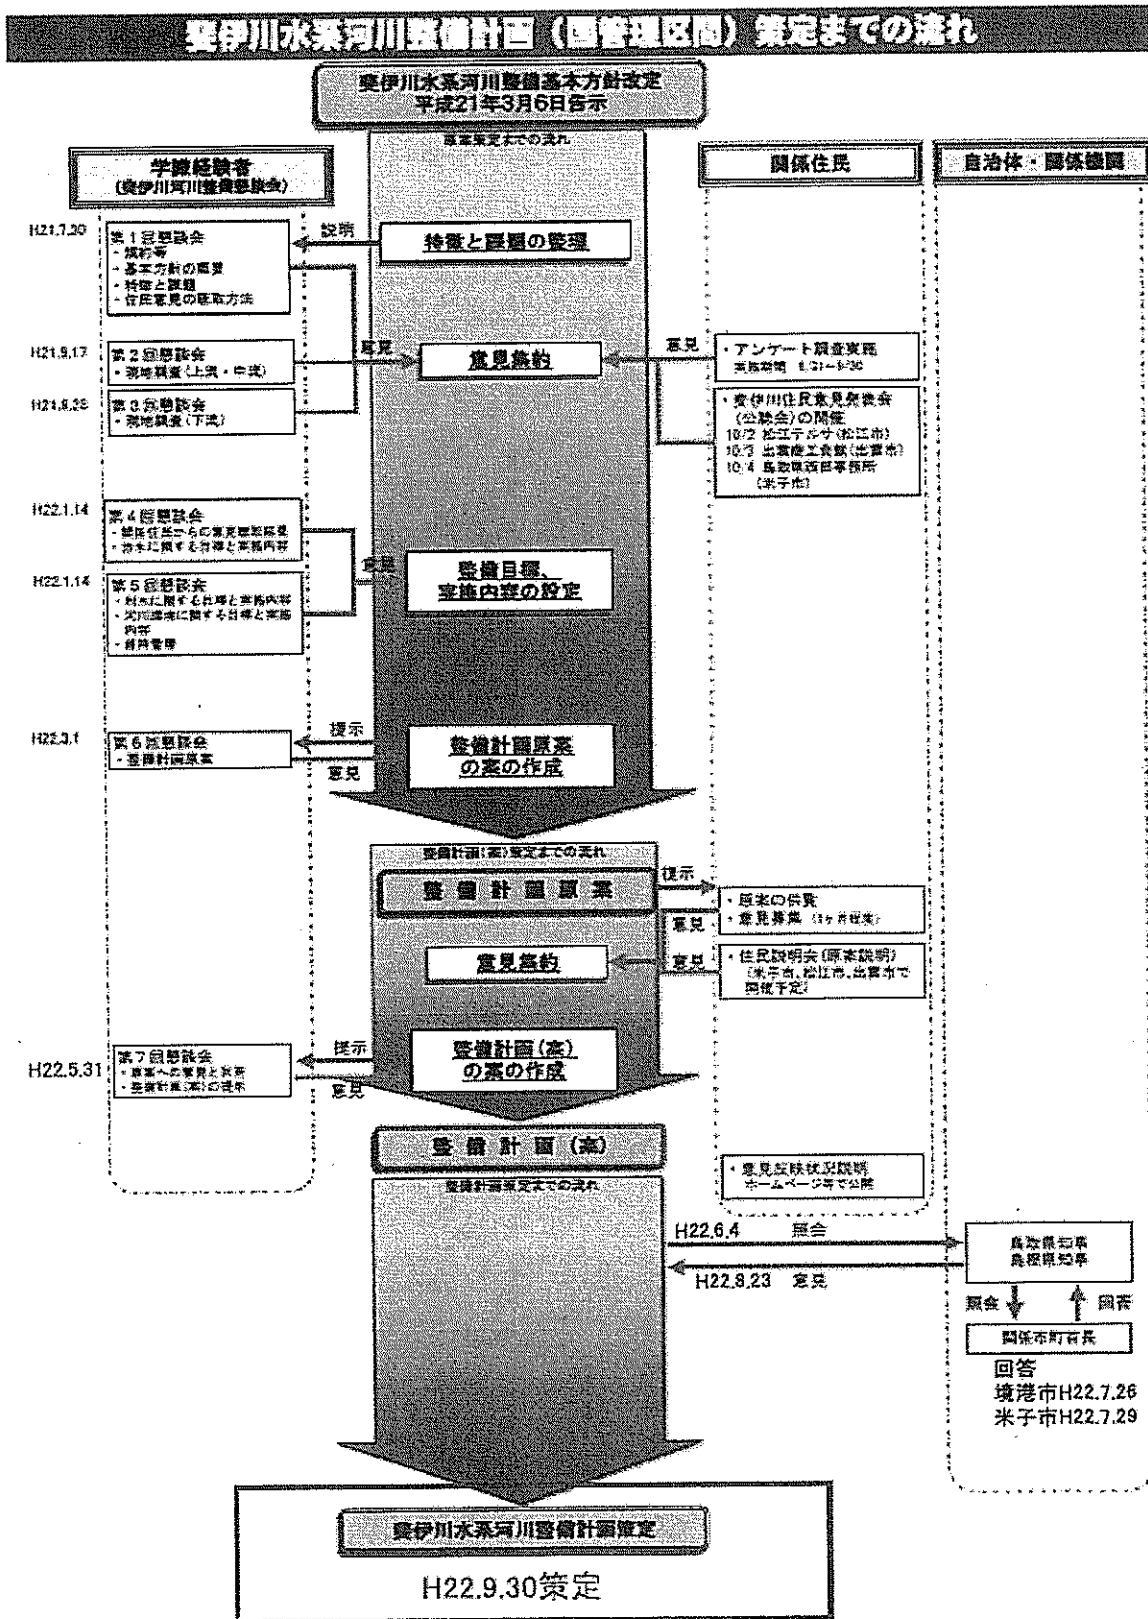 斐伊川水系河川整備計画（国管理区間）策定までの流れ
斐伊川水系河川整備基本方針改定
平成21年3月6日告示
原案策定までの流れ
学識経験者
(斐伊川河川整備懇談会)
関係住民
自治体・関係機関
H21.7.30
第1回懇談会
・規約等
・基本方針の概要
・特徴と課題
・住民意見の聴取方法
説明
特徴と課題の整理
H21.9.17
第2回懇談会
・現地調査(上流・中流)
意見
意見集約
意見
・アンケート調査実施
実施期間
第3回懇談会
・現地調査(下流)
・斐伊川住民意見発表会
(公聴会)の開催
10/2 松江テルサ(松江市)
10/3 出雲商工会館(出雲市)
10/4 鳥取県西部事務所
(米子市)
H22.1.14
第4回懇談会
・関係住民からの意見聴取結果
・治水に関する目標と実施内容
意見
整備目標、
実施内容の設定
H22.1.14
第5回懇談会
・利水に関する目標と実施内容
・河川環境に関する目標と実施
内容
・維持管理
H22.3.1
第6回懇談会
・整備計画原案
提示
意見
整備計画原案
の案の作成
整備計画(案)策定までの流れ
整備計画原案
提示
意見
・原案の供覧
・意見募集 (1ヶ月程度)
意見集約
意見
・住民説明会(原案説明)
(米子市、松江市、出雲市で
開催予定)
H22.5.31
第7回懇談会
・原案への意見と対応
・整備計画(案)の提示
提示
意見
整備計画(案)
の案の作成
整備計画(案)
整備計画策定までの流れ
・意見反映状況説明
ホームページ等で公開
H22.6.4 照会
H22.8.23 意見
鳥取県知事
島根県知事
照会
回答
関係市町村長
回答
境港市H22.7.26
米子市H22.7.29
斐伊川水系河川整備計画策定
H22.9.30策定